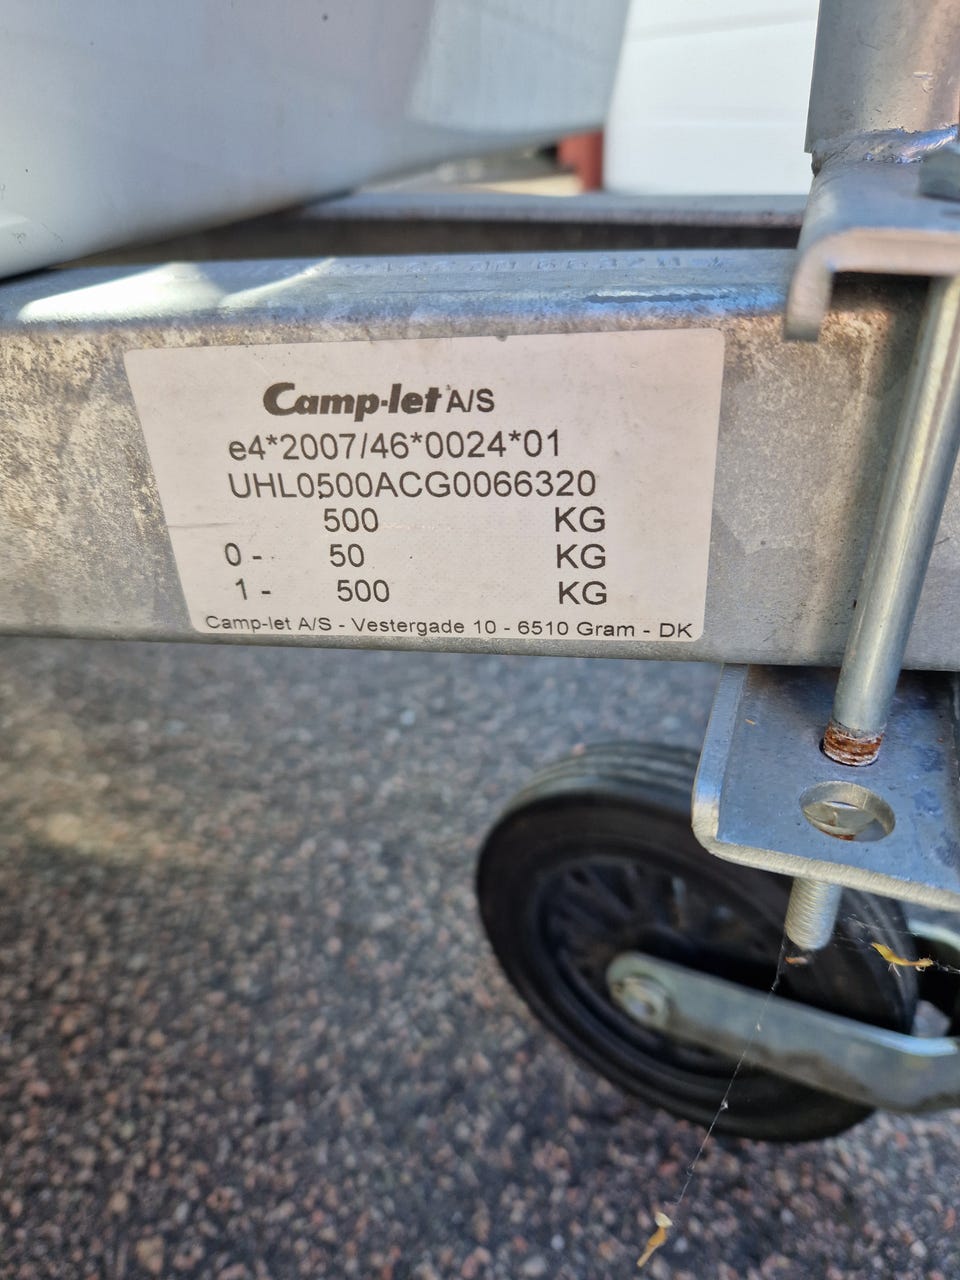 Camp-let A/S
e4*2007/46*0024*01
UHL0500ACG0066320
500 KG
0 - 50 KG
1 - 500 KG
Camp-let A/S - Vestergade 10 - 6510 Gram - DK